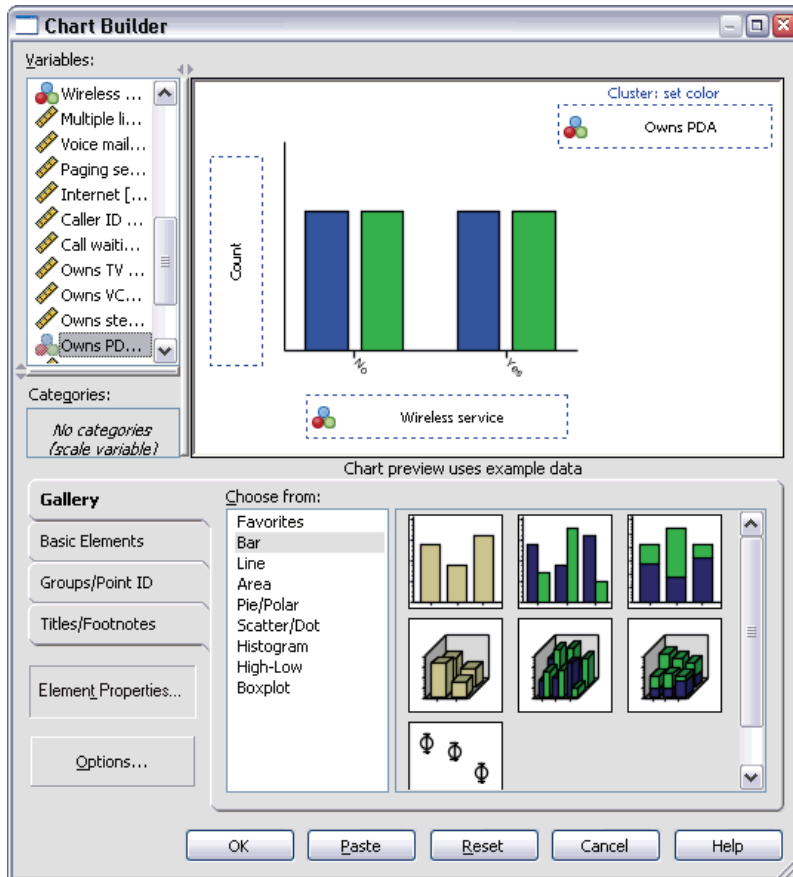 Chart Builder
Variables:
Wireless ...
Multiple li...
Voice mail...
Paging se...
Internet [...
Caller ID ...
Call waiti...
Owns TV ...
Owns VC...
Owns ste...
Owns PD...
Categories:
No categories
(scale variable)
Cluster: set color
Owns PDA
Count
No
Yes
Wireless service
Chart preview uses example data
Gallery
Basic Elements
Groups/Point ID
Titles/Footnotes
Element Properties...
Options...
Choose from:
Favorites
Bar
Line
Area
Pie/Polar
Scatter/Dot
Histogram
High-Low
Boxplot
OK
Paste
Reset
Cancel
Help